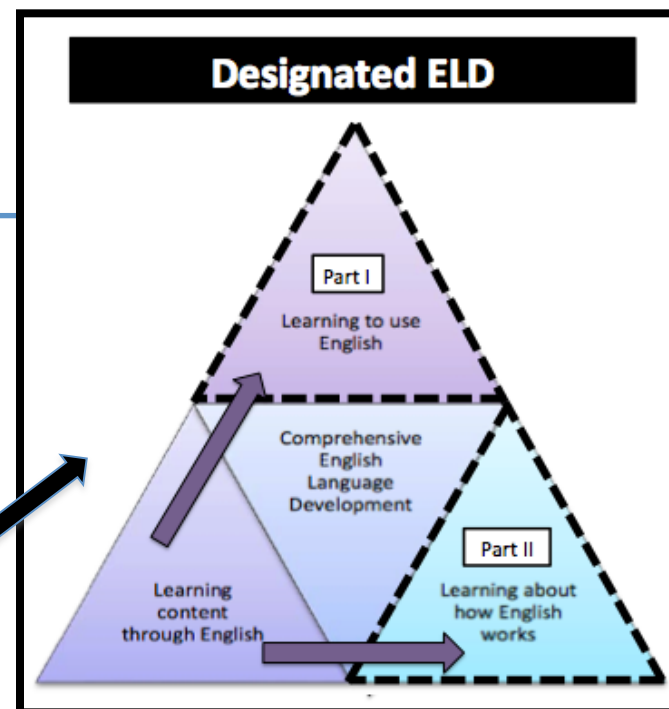 Designated ELD
Part I
Learning to use
English
Comprehensive
English
Language
Development
Learning
content
through English
Part II
Learning about
how English
works